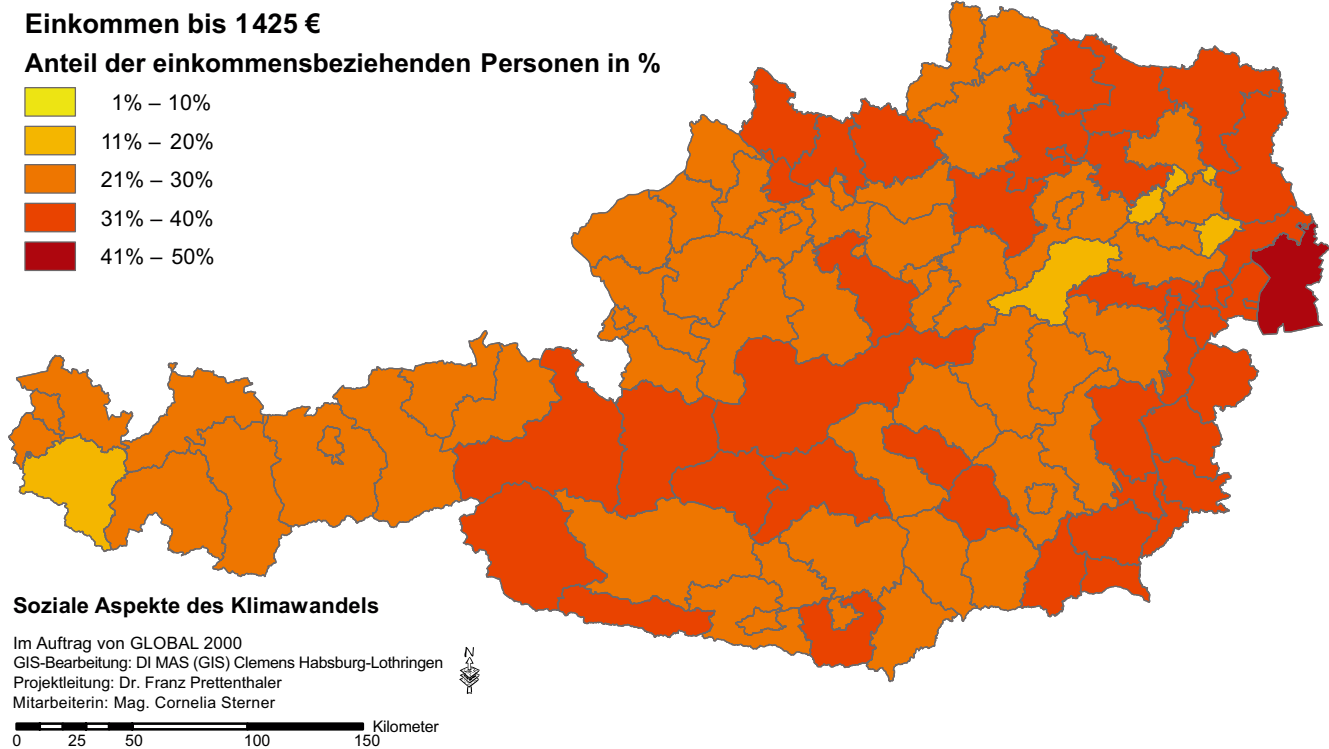 Einkommen bis 1425 €
Anteil der einkommensbeziehenden Personen in %
1% – 10%
11% – 20%
21% – 30%
31% – 40%
41% – 50%
Soziale Aspekte des Klimawandels
Im Auftrag von GLOBAL 2000
GIS-Bearbeitung: DI MAS (GIS) Clemens Habsburg-Lothringen
Projektleitung: Dr. Franz Prettenthaler
Mitarbeiterin: Mag. Cornelia Sterner
N
Kilometer
0 25 50 100 150